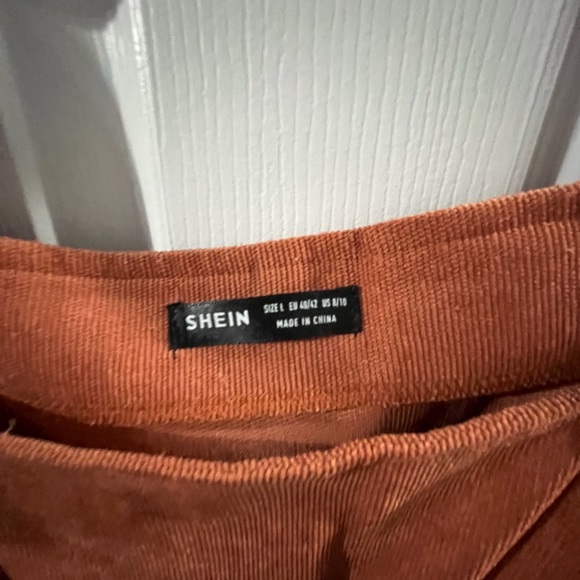 SHEIN
SIZE L EU 40/42 US 8/10
MADE IN CHINA